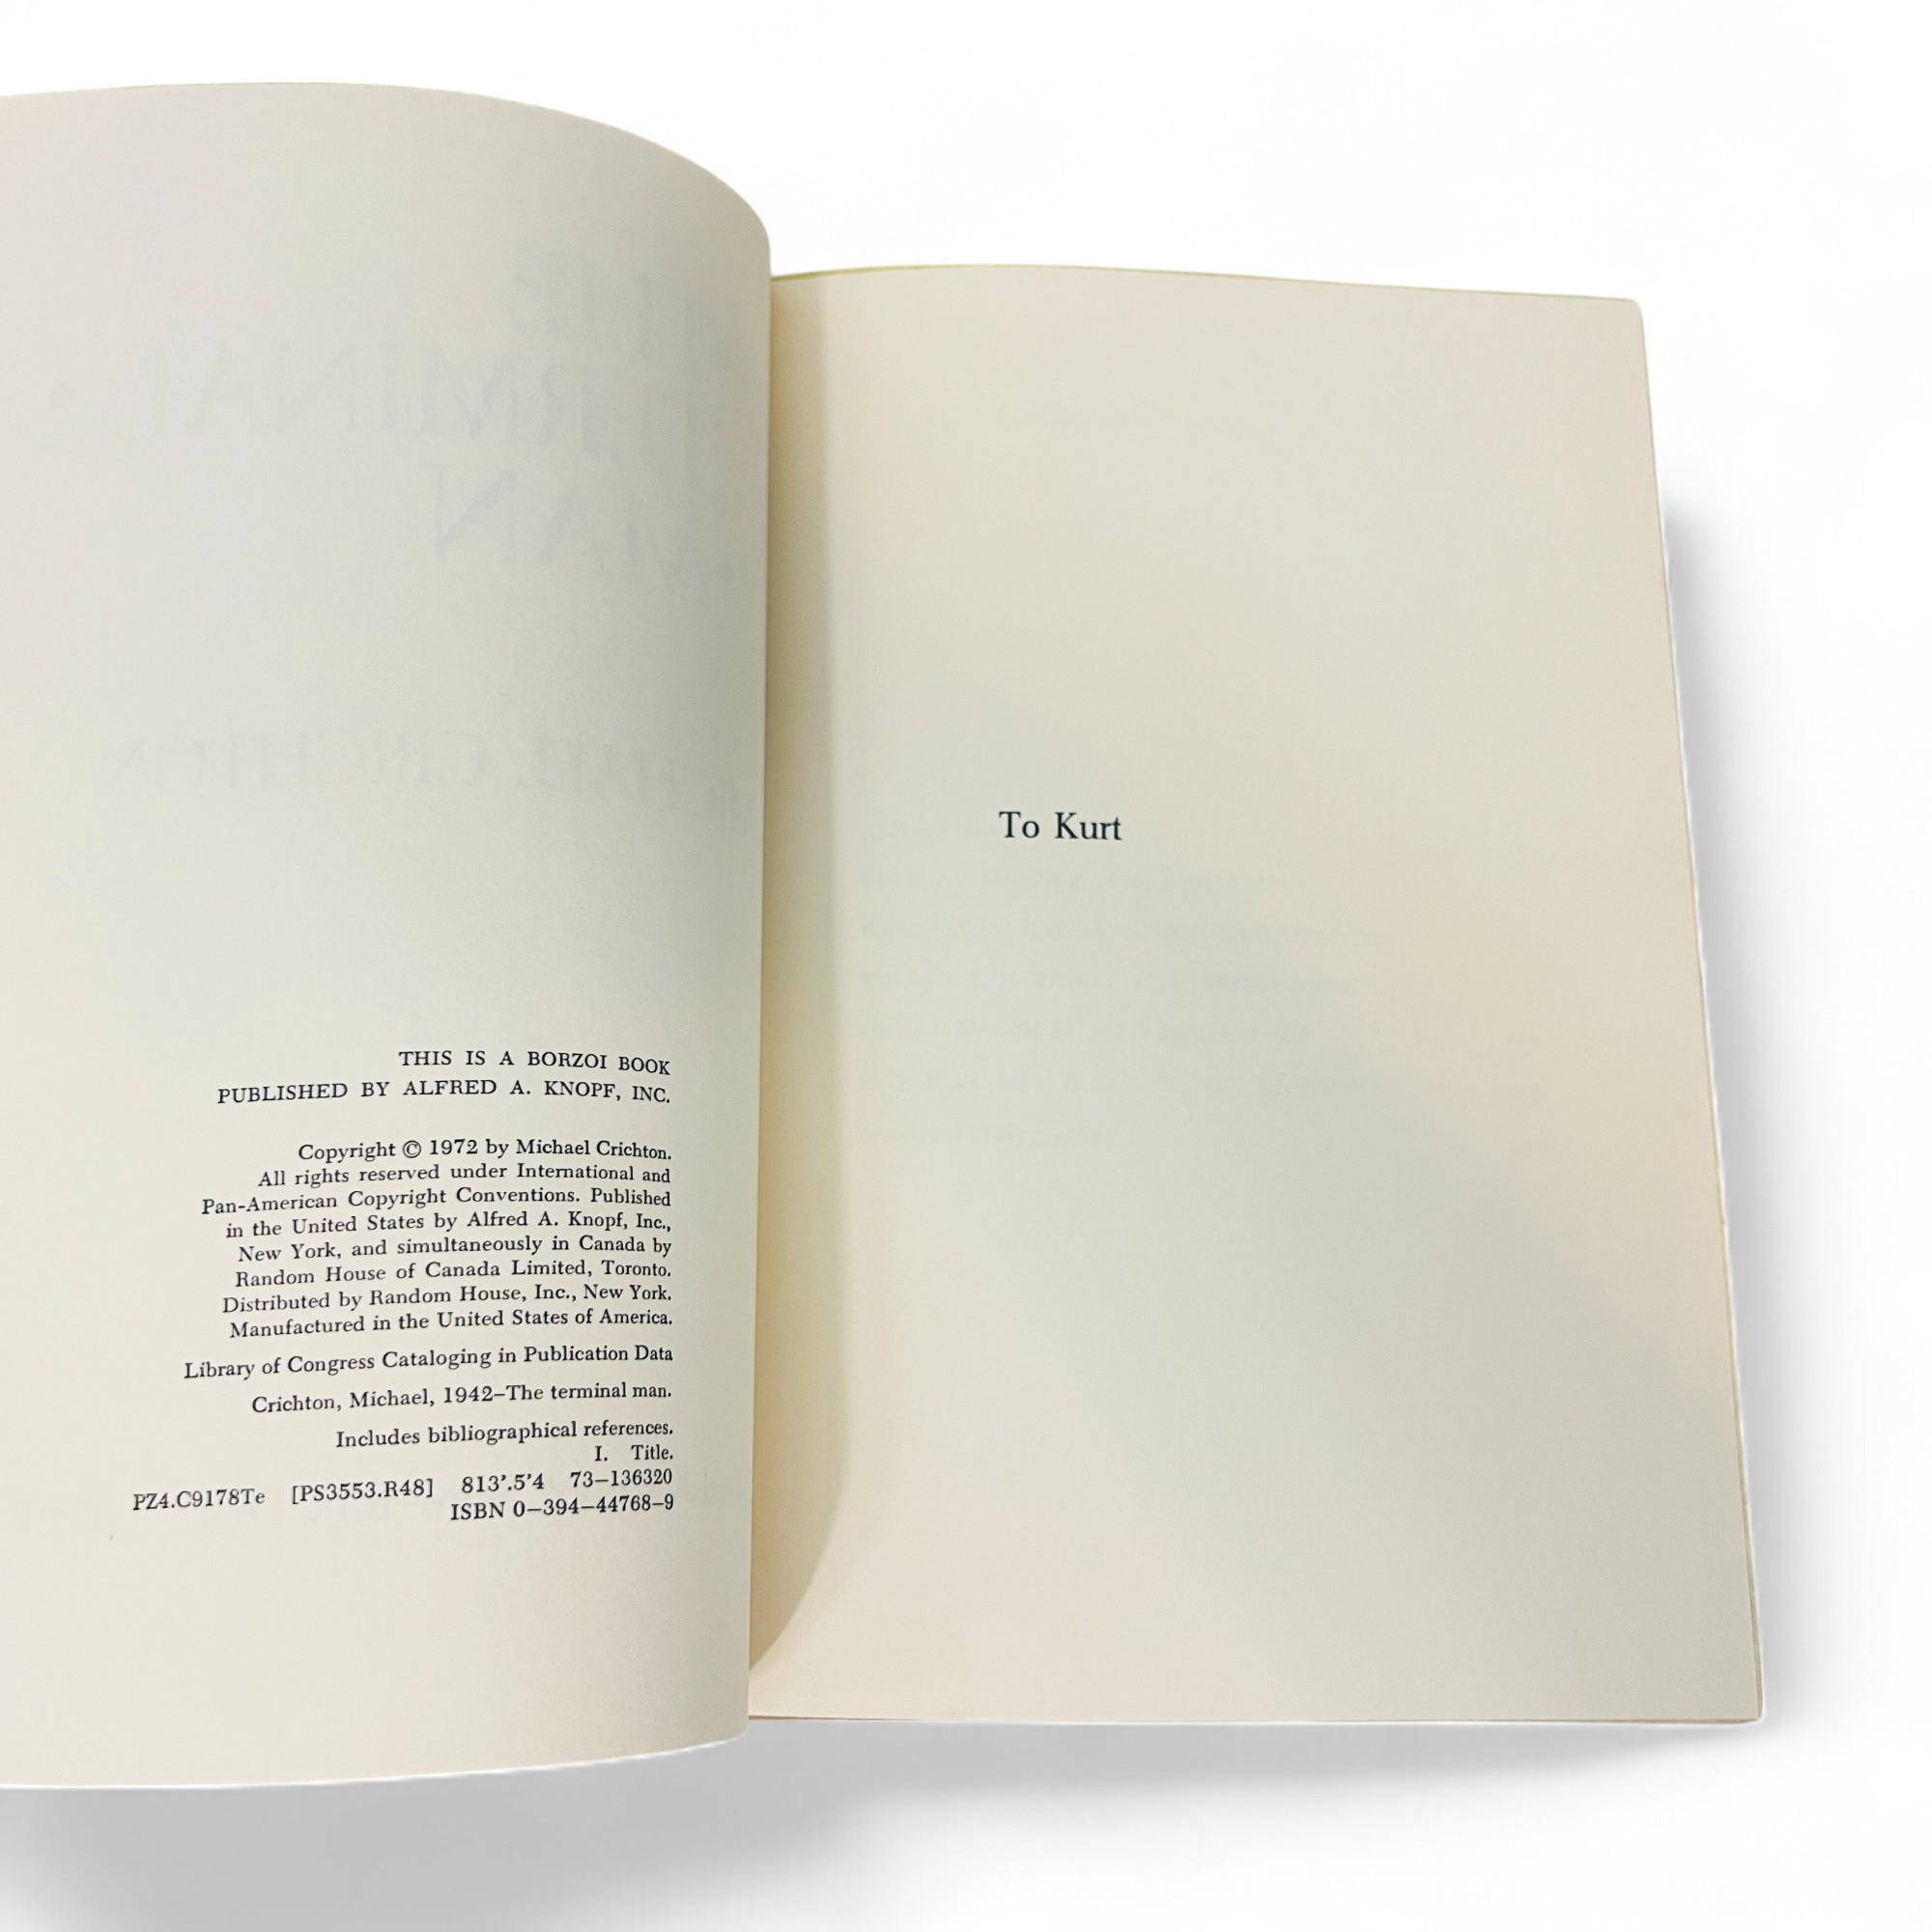 THIS IS A BORZOI BOOK
PUBLISHED BY ALFRED A. KNOPF, INC.
Copyright © 1972 by Michael Crichton.
All rights reserved under International and
Pan-American Copyright Conventions. Published
in the United States by Alfred A. Knopf, Inc.,
New York, and simultaneously in Canada by
Random House of Canada Limited, Toronto.
Distributed by Random House, Inc., New York.
Manufactured in the United States of America.
Library of Congress Cataloging in Publication Data
Crichton, Michael, 1942–The terminal man.
Includes bibliographical references.
I. Title.
PZ4.C9178Te [PS3553.R48] 813'.5'4 73–136320
ISBN 0–394–44768–9
To Kurt